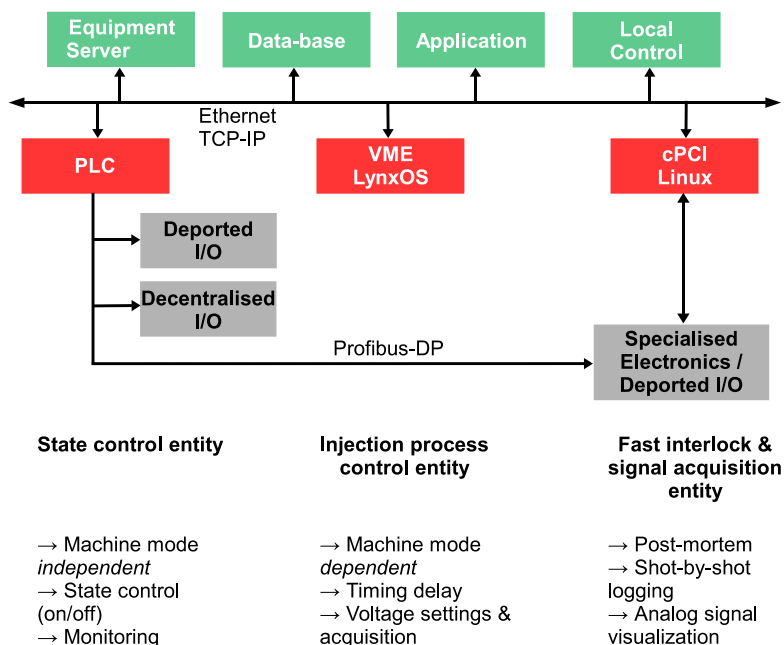 Equipment
Server
Data-base
Application
Local
Control
Ethernet
TCP-IP
PLC
VME
LynxOS
cPCI
Linux
Deported
I/O
Decentralised
I/O
Profibus-DP
Specialised
Electronics /
Deported I/O
State control entity
Injection process
control entity
Fast interlock &
signal acquisition
entity
→ Machine mode
independent
→ State control
(on/off)
→ Monitoring
→ Machine mode
dependent
→ Timing delay
→ Voltage settings &
acquisition
→ Post-mortem
→ Shot-by-shot
logging
→ Analog signal
visualization